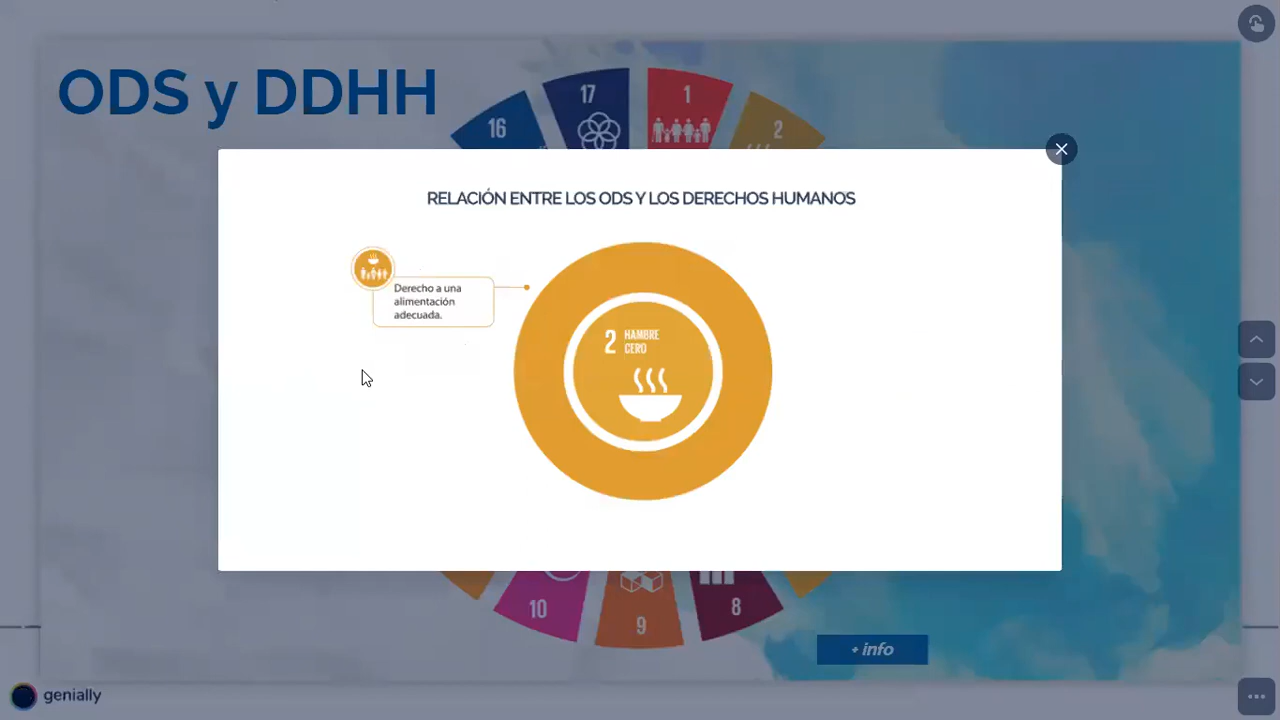 ODS y DDHH
16
17
1
2
RELACIÓN ENTRE LOS ODS Y LOS DERECHOS HUMANOS
Derecho a una
alimentación
adecuada.
2 HAMBRE
CERO
10
9
8
+ info
genially